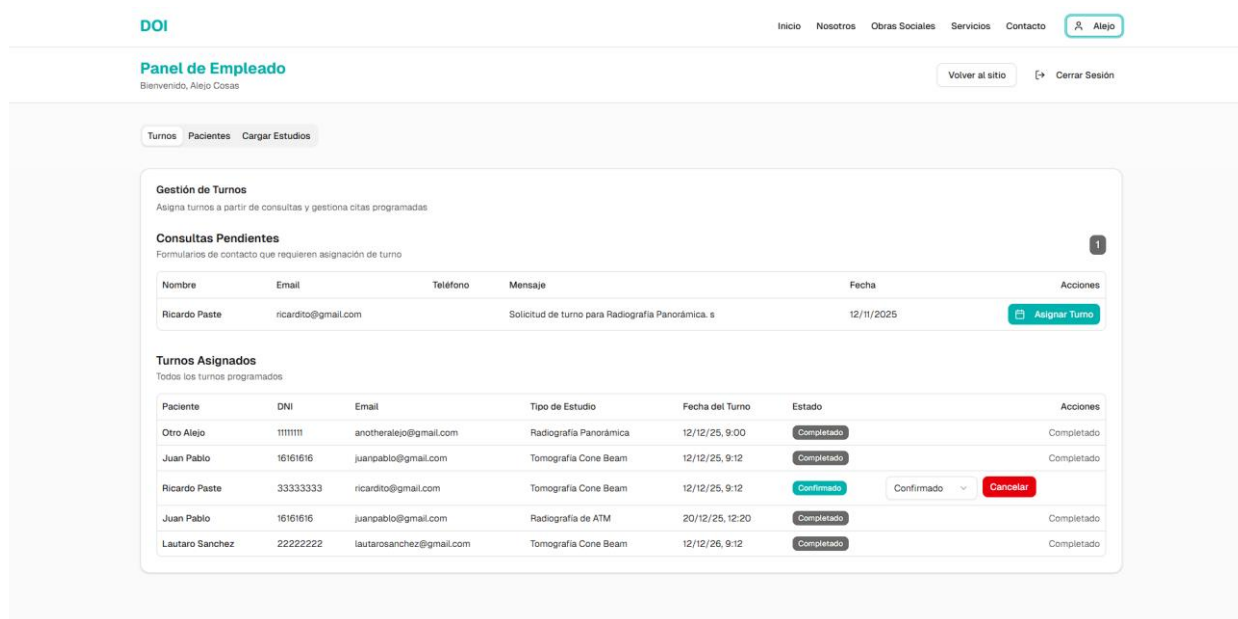 DOI
Inicio Nosotros Obras Sociales Servicios Contacto Alejo
Panel de Empleado
Bienvenido, Alejo Cosas
Volver al sitio Cerrar Sesión
Turnos Pacientes Cargar Estudios
Gestión de Turnos
Asigna turnos a partir de consultas y gestiona citas programadas
Consultas Pendientes
1
Formularios de contacto que requieren asignación de turno
Nombre Email Teléfono Mensaje Fecha Acciones
Ricardo Paste ricardito@gmail.com Solicitud de turno para Radiografía Panorámica. s 12/11/2025 Asignar Turno
Turnos Asignados
Todos los turnos programados
Paciente DNI Email Tipo de Estudio Fecha del Turno Estado Acciones
Otro Alejo 11111111 anotheralejo@gmail.com Radiografía Panorámica 12/12/25, 9:00 Completado Completado
Juan Pablo 16161616 juanpablo@gmail.com Tomografía Cone Beam 12/12/25, 9:12 Completado Completado
Ricardo Paste 33333333 ricardito@gmail.com Tomografía Cone Beam 12/12/25, 9:12 Confirmado Confirmado Cancelar
Juan Pablo 16161616 juanpablo@gmail.com Radiografía de ATM 20/12/25, 12:20 Completado Completado
Lautaro Sanchez 22222222 lautarosanchez@gmail.com Tomografía Cone Beam 12/12/26, 9:12 Completado Completado